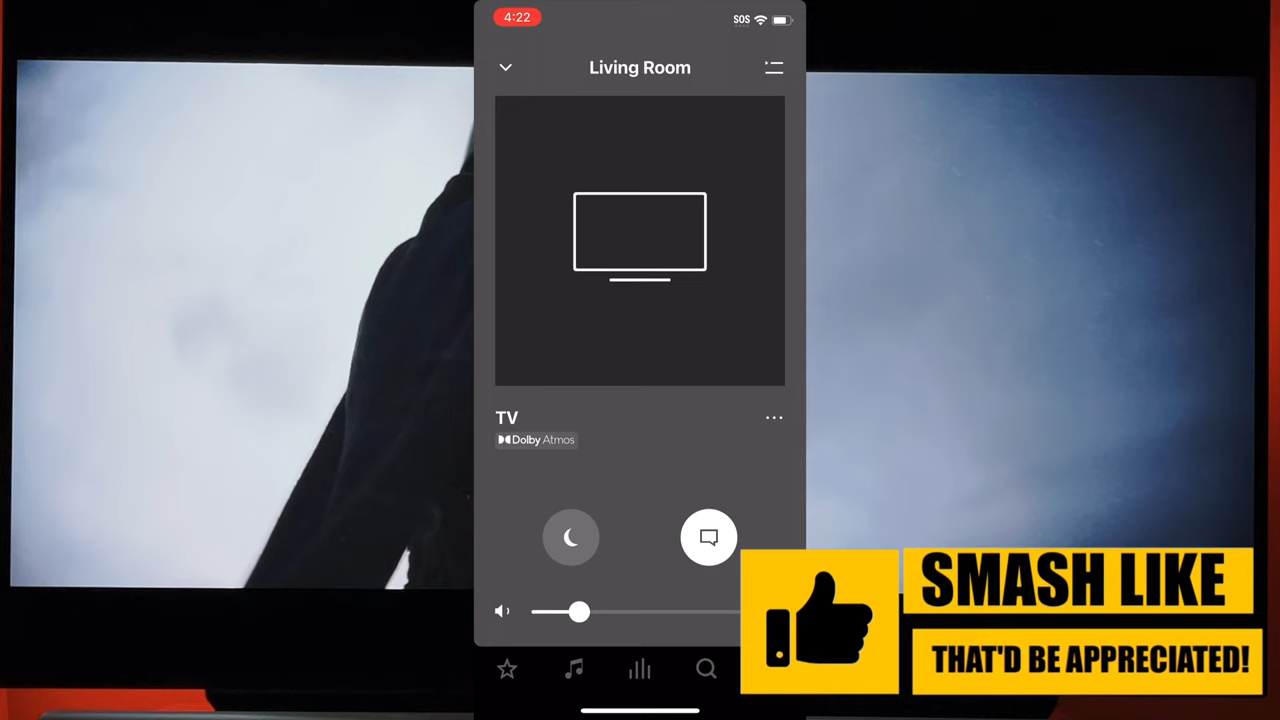 4:22
SOS
Living Room
TV
Dolby Atmos
SMASH LIKE
THAT'D BE APPRECIATED!